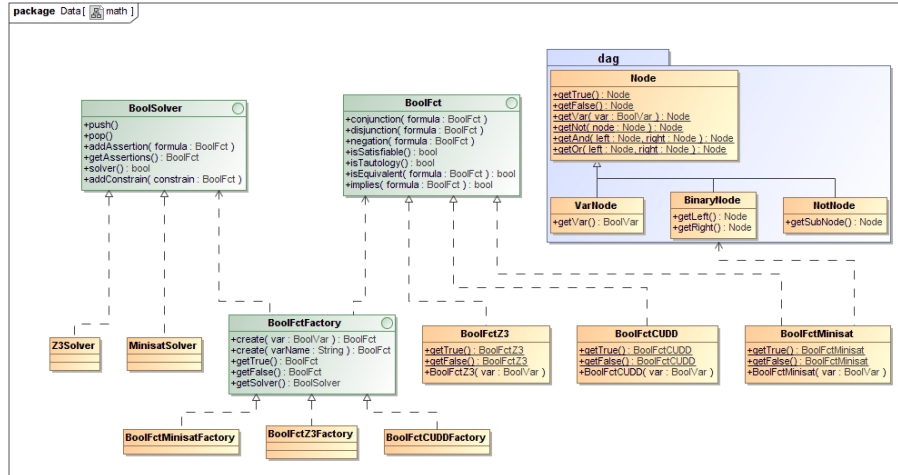 package Data[ math ]
dag
Node
+getTrue() : Node
+getFalse() : Node
+getVar( var : BoolVar ) : Node
+getNot( node : Node ) : Node
+getAnd( left : Node, right : Node ) : Node
+getOr( left : Node, right : Node ) : Node
BoolSolver
+push()
+pop()
+addAssertion( formula : BoolFct )
+getAssertions() : BoolFct
+solver() : bool
+addConstrain( constrain : BoolFct )
BoolFct
+conjunction( formula : BoolFct )
+disjunction( formula : BoolFct )
+negation( formula : BoolFct )
+isSatisfiable() : bool
+isTautology() : bool
+isEquivalent( formula : BoolFct ) : bool
+implies( formula : BoolFct ) : bool
VarNode
+getVar() : BoolVar
BinaryNode
+getLeft() : Node
+getRight() : Node
NotNode
+getSubNode() : Node
Z3Solver
MinisatSolver
BoolFctFactory
+create( var : BoolVar ) : BoolFct
+create( varName : String ) : BoolFct
+getTrue() : BoolFct
+getFalse() : BoolFct
+getSolver() : BoolSolver
BoolFctZ3
+getTrue() : BoolFctZ3
+getFalse() : BoolFctZ3
+BoolFctZ3( var : BoolVar )
BoolFctCUDD
+getTrue() : BoolFctCUDD
+getFalse() : BoolFctCUDD
+BoolFctCUDD( var : BoolVar )
BoolFctMinisat
+getTrue() : BoolFctMinisat
+getFalse() : BoolFctMinisat
+BoolFctMinisat( var : BoolVar )
BoolFctMinisatFactory
BoolFctZ3Factory
BoolFctCUDDFactory